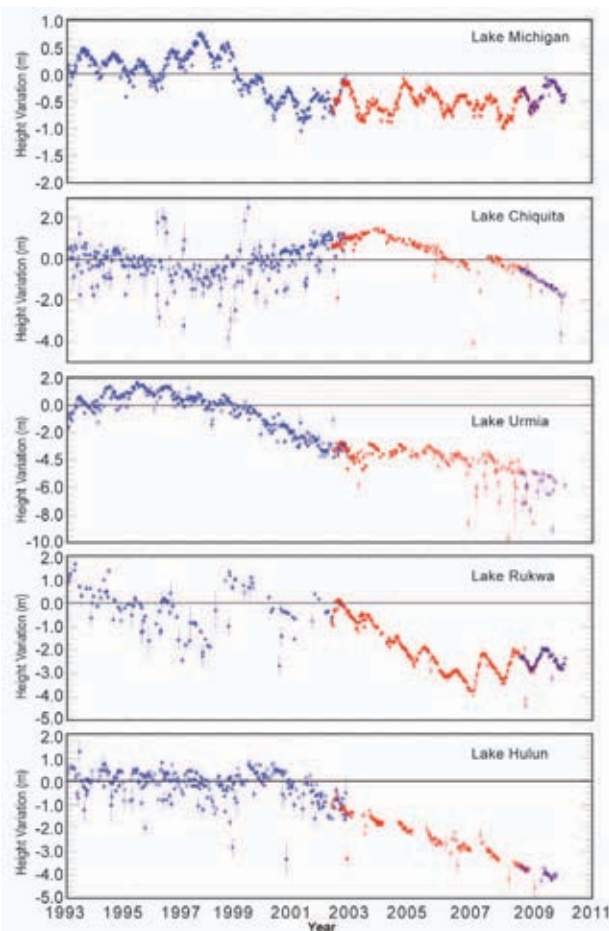 Height Variation (m)
1.0
0.5
0.0
-0.5
-1.0
-1.5
-2.0
Lake Michigan
Height Variation (m)
2.0
0.0
-2.0
-4.0
Lake Chiquita
Height Variation (m)
2.0
0.0
-2.0
-4.5
-6.0
-8.0
-10.0
Lake Urmia
Height Variation (m)
2.0
1.0
0.0
-1.0
-2.0
-3.0
-4.0
-5.0
Lake Rukwa
Height Variation (m)
2.0
1.0
0.0
-1.0
-2.0
-3.0
-4.0
-5.0
Lake Hulun
1993 1995 1997 1999 2001 2003 2005 2007 2009 2011
Year